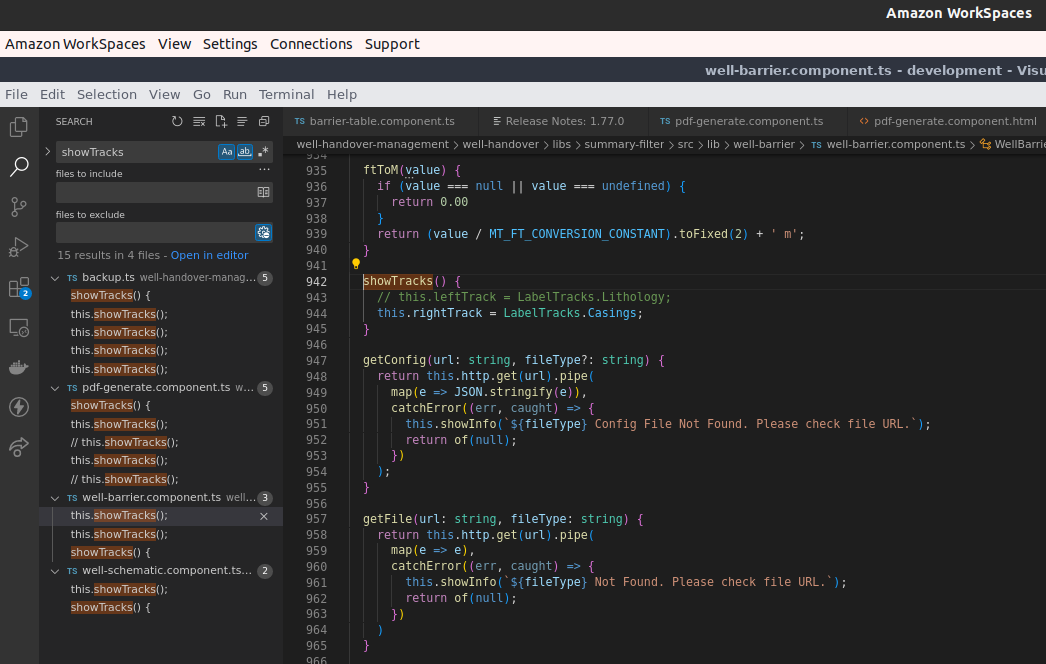 Amazon WorkSpaces
Amazon WorkSpaces View Settings Connections Support
well-barrier.component.ts - development - Visu
File Edit Selection View Go Run Terminal Help
SEARCH
showTracks
Aa ab .*
files to include
files to exclude
15 results in 4 files - Open in editor
TS backup.ts well-handover-manag... 5
showTracks() {
this.showTracks();
this.showTracks();
this.showTracks();
this.showTracks();
TS pdf-generate.component.ts w... 5
showTracks() {
this.showTracks();
// this.showTracks();
this.showTracks();
// this.showTracks();
TS well-barrier.component.ts well... 3
this.showTracks();
this.showTracks();
showTracks() {
TS well-schematic.component.ts... 2
this.showTracks();
showTracks() {
2
TS barrier-table.component.ts Release Notes: 1.77.0 TS pdf-generate.component.ts <> pdf-generate.component.html
well-handover-management > well-handover > libs > summary-filter > src > lib > well-barrier > TS well-barrier.component.ts > WellBarrie
934
935 ftToM(value) {
936 if (value === null || value === undefined) {
937 return 0.00
938 }
939 return (value / MT_FT_CONVERSION_CONSTANT).toFixed(2) + ' m';
940 }
941
942 showTracks() {
943 // this.leftTrack = LabelTracks.Lithology;
944 this.rightTrack = LabelTracks.Casings;
945 }
946
947 getConfig(url: string, fileType?: string) {
948 return this.http.get(url).pipe(
949 map(e => JSON.stringify(e)),
950 catchError((err, caught) => {
951 this.showInfo(`${fileType} Config File Not Found. Please check file URL.`);
952 return of(null);
953 })
954 );
955 }
956
957 getFile(url: string, fileType: string) {
958 return this.http.get(url).pipe(
959 map(e => e),
960 catchError((err, caught) => {
961 this.showInfo(`${fileType} Not Found. Please check file URL.`);
962 return of(null);
963 })
964 )
965 }
966